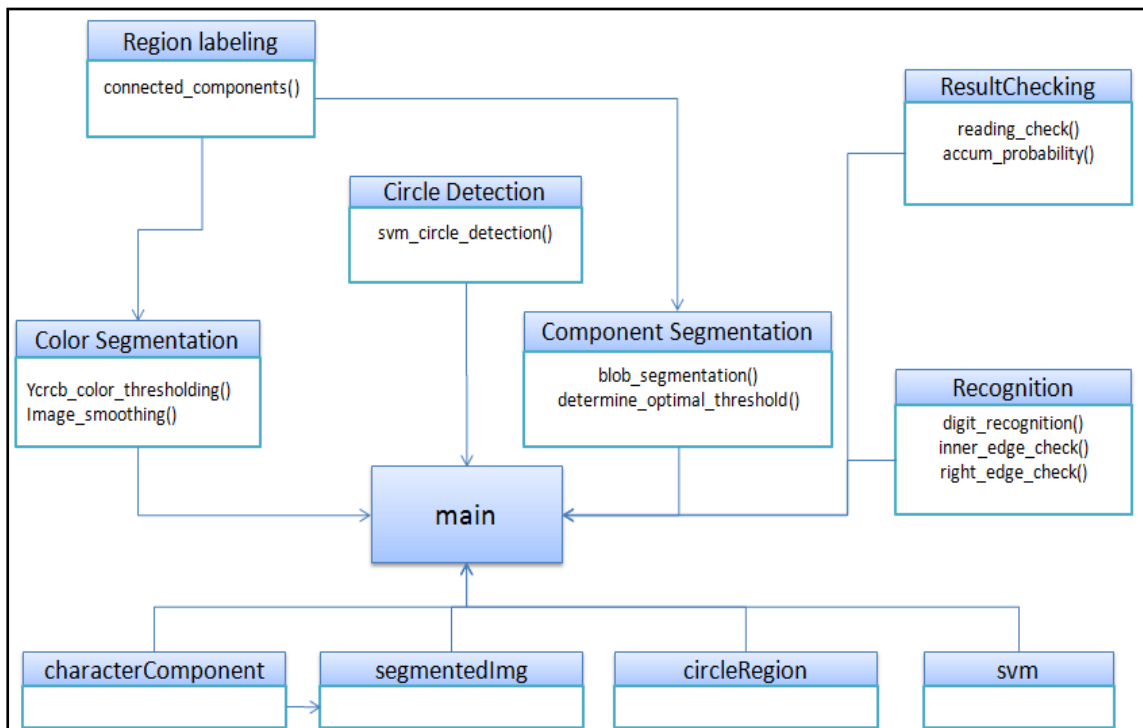 Region labeling
connected_components()
ResultChecking
reading_check()
accum_probability()
Circle Detection
svm_circle_detection()
Color Segmentation
Ycrcb_color_thresholding()
Image_smoothing()
Component Segmentation
blob_segmentation()
determine_optimal_threshold()
Recognition
digit_recognition()
inner_edge_check()
right_edge_check()
main
characterComponent
segmentedImg
circleRegion
svm